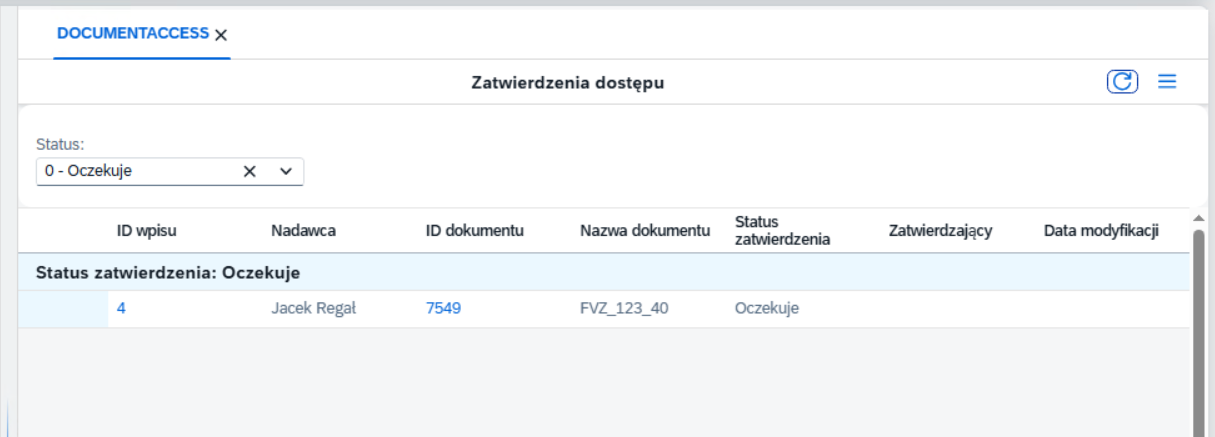 DOCUMENTACCESS
Zatwierdzenia dostępu
Status:
0 - Oczekuje
ID wpisu Nadawca ID dokumentu Nazwa dokumentu Status zatwierdzenia Zatwierdzający Data modyfikacji
Status zatwierdzenia: Oczekuje
4 Jacek Regał 7549 FVZ_123_40 Oczekuje